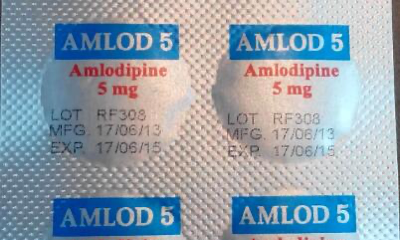 AMLOD 5 AMLOD 5
Amlodipine Amlodipine
5 mg 5 mg
LOT RF308 LOT RF308
MFG. 17/06/13 MFG. 17/06/13
EXP. 17/06/15 EXP. 17/06/15.
AMLOD 5 AMLOD 5
Amlodipine